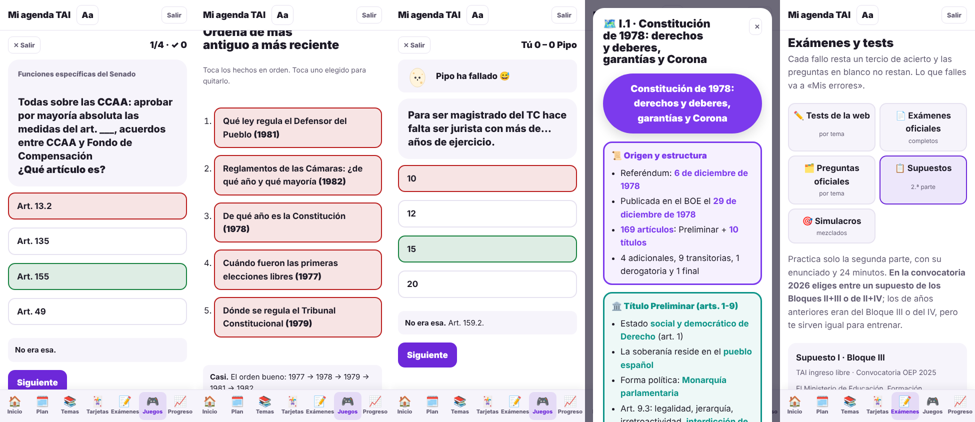 Mi agenda TAI
Aa
Salir
✕ Salir
1/4 · ✓ 0
Funciones específicas del Senado
Todas sobre las CCAA: aprobar
por mayoría absoluta las
medidas del art. ___, acuerdos
entre CCAA y Fondo de
Compensación
¿Qué artículo es?
Art. 13.2
Art. 135
Art. 155
Art. 49
No era esa.
Siguiente
Inicio
Plan
Temas
Tarjetas
Exámenes
Juegos
Progreso
Mi agenda TAI
Aa
Salir
Ordena de más
antiguo a más reciente
Toca los hechos en orden. Toca uno elegido para
quitarlo.
1.
Qué ley regula el Defensor del
Pueblo (1981)
2.
Reglamentos de las Cámaras: ¿de
qué año y qué mayoría (1982)
3.
De qué año es la Constitución
(1978)
4.
Cuándo fueron las primeras
elecciones libres (1977)
5.
Dónde se regula el Tribunal
Constitucional (1979)
Casi. El orden bueno: 1977 → 1978 → 1979 →
1981 → 1982
Inicio
Plan
Temas
Tarjetas
Exámenes
Juegos
Progreso
Mi agenda TAI
Aa
Salir
✕ Salir
Tú 0 – 0 Pipo
Pipo ha fallado 😅
Para ser magistrado del TC hace
falta ser jurista con más de...
años de ejercicio.
10
12
15
20
No era esa. Art. 159.2.
Siguiente
Inicio
Plan
Temas
Tarjetas
Exámenes
Juegos
Progreso
🗺️ I.1 · Constitución
de 1978: derechos
y deberes,
garantías y Corona
✕
Constitución de 1978:
derechos y deberes,
garantías y Corona
📜 Origen y estructura
• Referéndum: 6 de diciembre de
1978
• Publicada en el BOE el 29 de
diciembre de 1978
• 169 artículos: Preliminar + 10
títulos
• 4 adicionales, 9 transitorias, 1
derogatoria y 1 final
🏛️ Título Preliminar (arts. 1-9)
• Estado social y democrático de
Derecho (art. 1)
• La soberanía reside en el pueblo
español
• Forma política: Monarquía
parlamentaria
• Art. 9.3: legalidad, jerarquía,
irretroactividad, interdicción de
Mi agenda TAI
Aa
Salir
Exámenes y tests
Cada fallo resta un tercio de acierto y las
preguntas en blanco no restan. Lo que falles
va a «Mis errores».
✏️ Tests de la web
por tema
📄 Exámenes
oficiales
completos
🗂️ Preguntas
oficiales
por tema
📋 Supuestos
2.ª parte
🎯 Simulacros
mezclados
Practica solo la segunda parte, con su
enunciado y 24 minutos. En la convocatoria
2026 eliges entre un supuesto de los
Bloques II+III o de II+IV; los de años
anteriores eran del Bloque III o del IV, pero
te sirven igual para entrenar.
Supuesto I · Bloque III
TAI ingreso libre · Convocatoria OEP 2025
El Ministerio de Educación, Formación
Inicio
Plan
Temas
Tarjetas
Exámenes
Juegos
Progreso